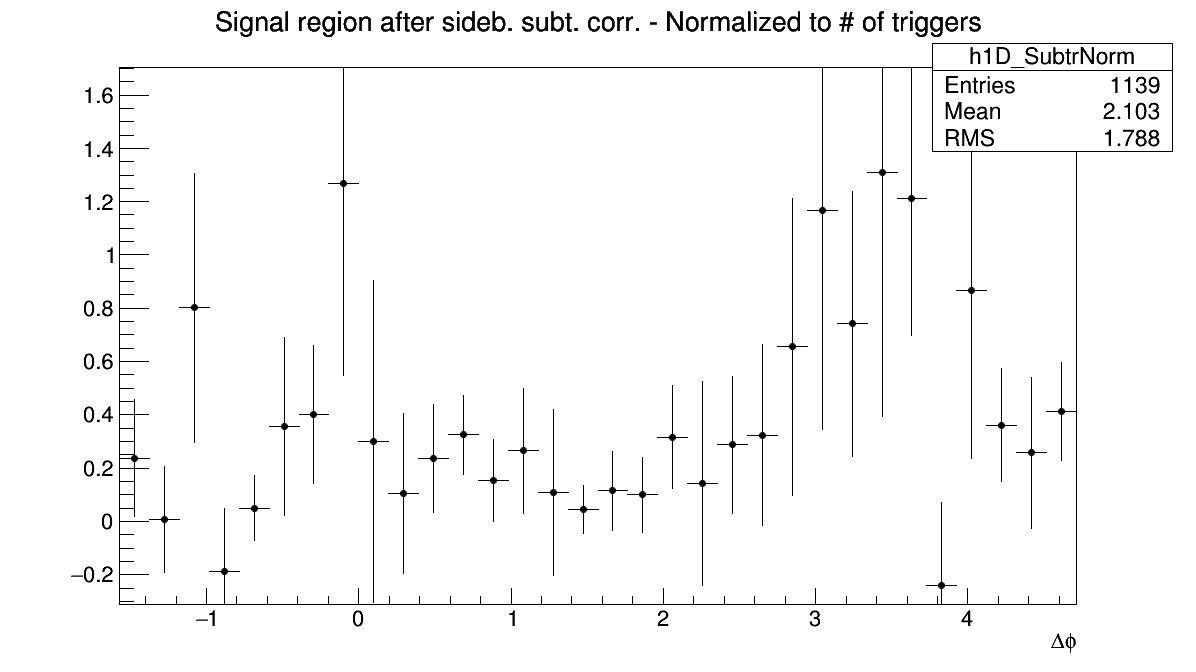 Signal region after sideb. subt. corr. - Normalized to # of triggers
h1D_SubtrNorm
Entries 1139
Mean 2.103
RMS 1.788
1.6
1.4
1.2
1
0.8
0.6
0.4
0.2
0
−0.2
−1 0 1 2 3 4
Δϕ